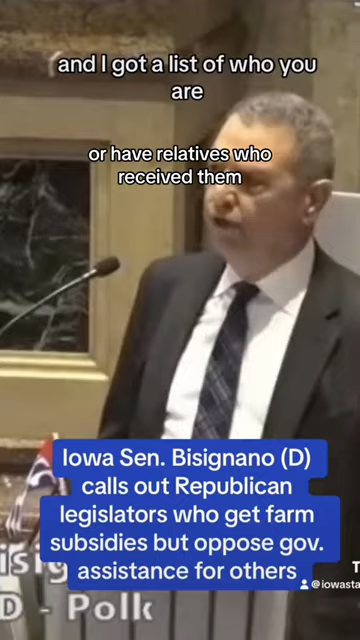 and I got a list of who you
are
or have relatives who
received them
Iowa Sen. Bisignano (D)
calls out Republican
legislators who get farm
subsidies but oppose gov.
assistance for others
D - Polk
@iowasta